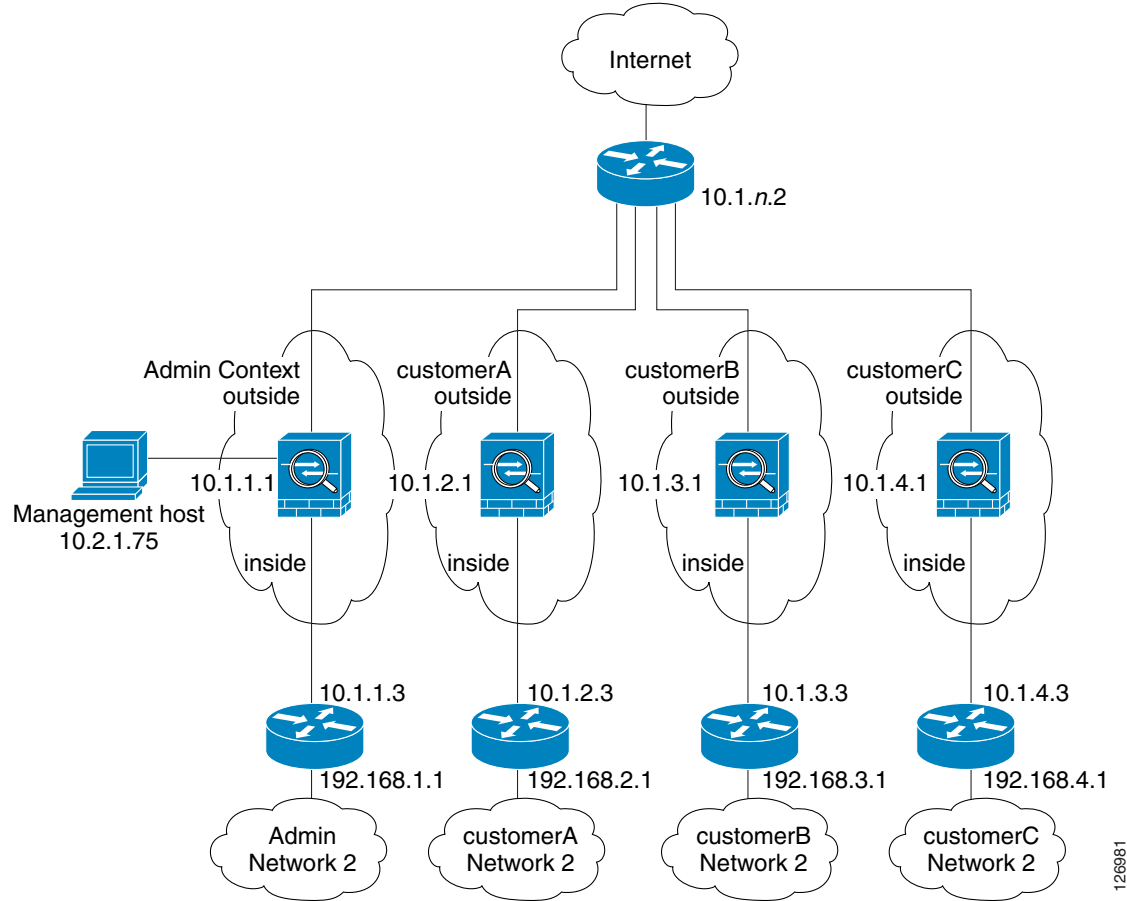 Internet
10.1.n.2
Admin Context
outside
customerA
outside
customerB
outside
customerC
outside
10.1.1.1
10.1.2.1
10.1.3.1
10.1.4.1
Management host
10.2.1.75
inside
inside
inside
inside
10.1.1.3
10.1.2.3
10.1.3.3
10.1.4.3
192.168.1.1
192.168.2.1
192.168.3.1
192.168.4.1
Admin
Network 2
customerA
Network 2
customerB
Network 2
customerC
Network 2
126981